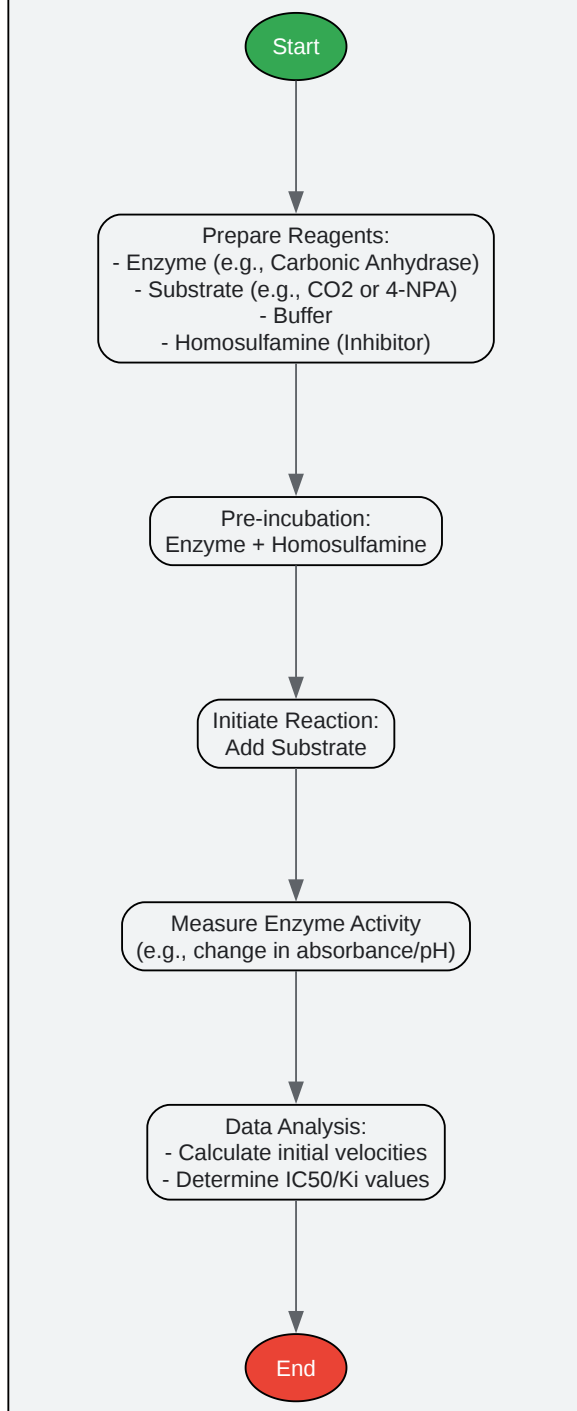 Start
Prepare Reagents:
- Enzyme (e.g., Carbonic Anhydrase)
- Substrate (e.g., CO2 or 4-NPA)
- Buffer
- Homosulfamine (Inhibitor)
Pre-incubation:
Enzyme + Homosulfamine
Initiate Reaction:
Add Substrate
Measure Enzyme Activity
(e.g., change in absorbance/pH)
Data Analysis:
- Calculate initial velocities
- Determine IC50/Ki values
End